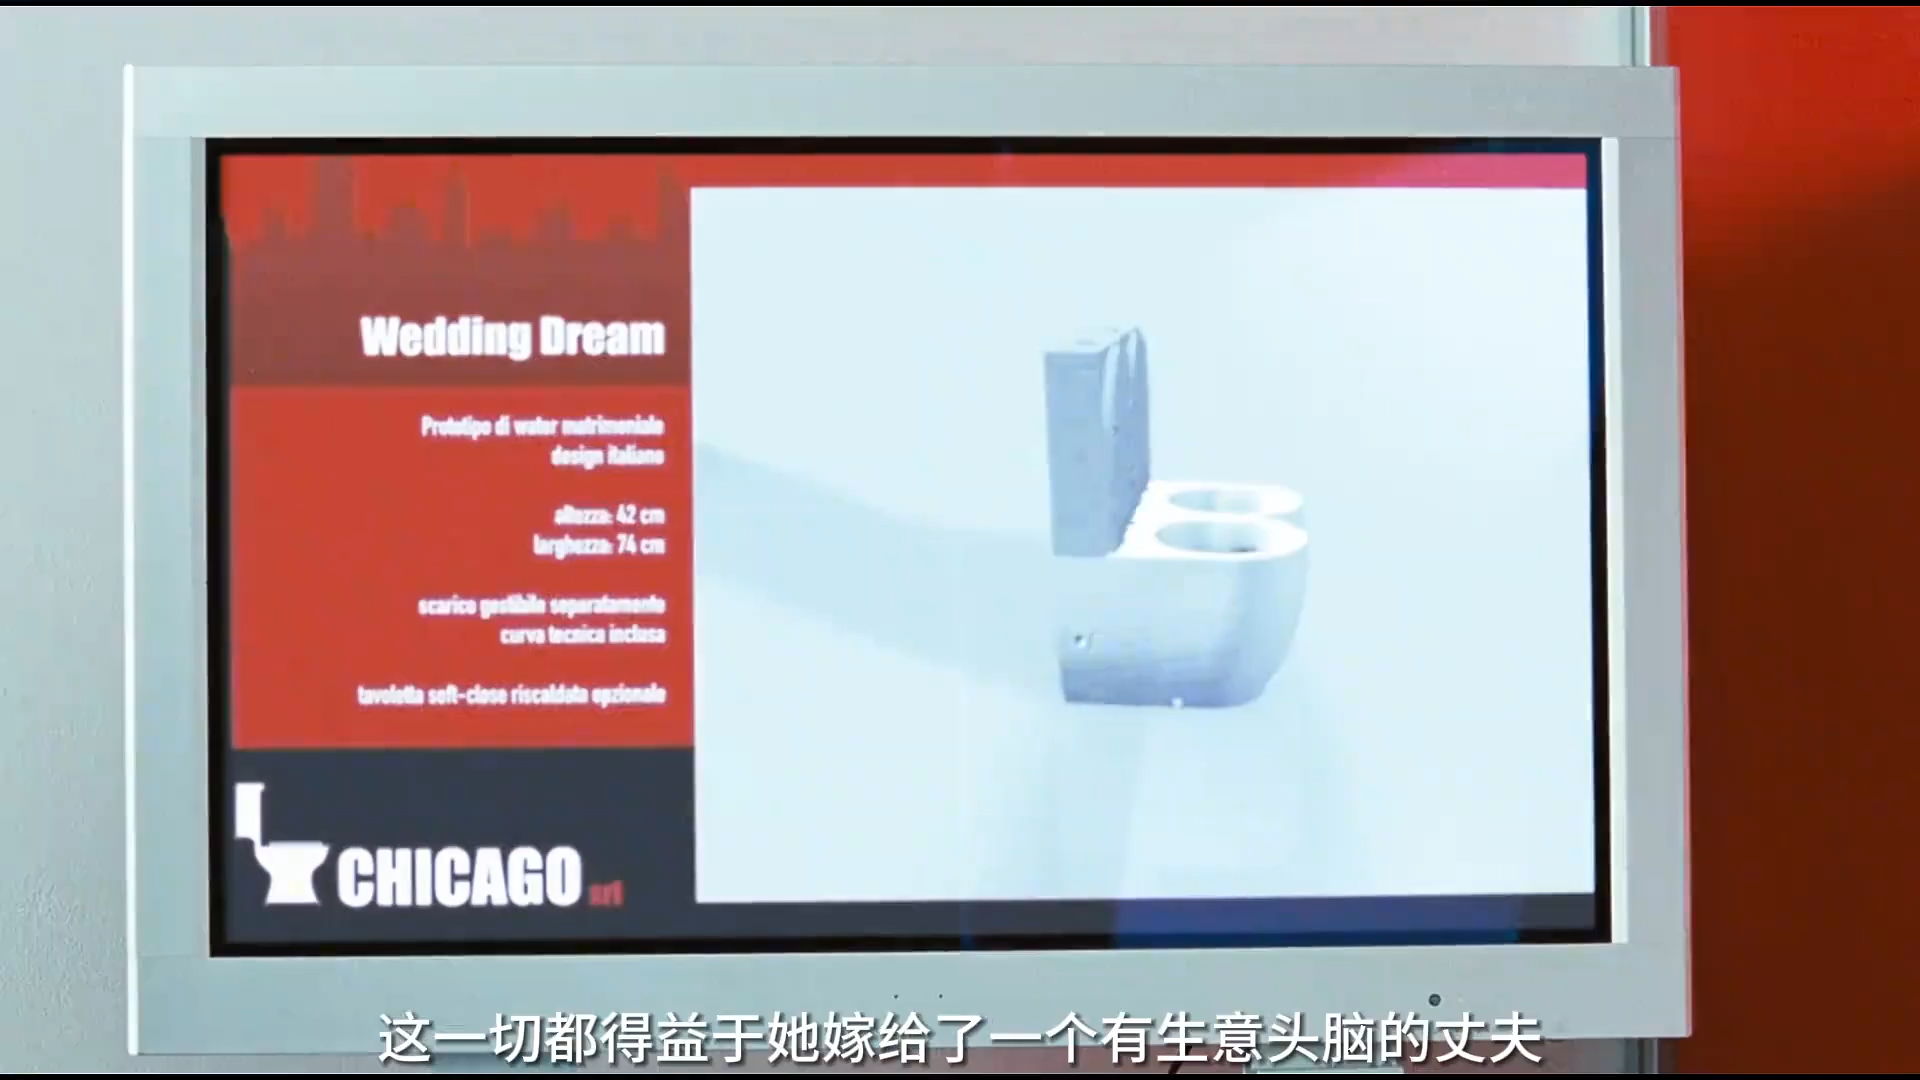 Wedding Dream
Prototipo di water matrimoniale
design italiano
altezza: 42 cm
larghezza: 74 cm
scarico gestibile separatamente
curva tecnica inclusa
tavoletta soft-close riscaldata opzionale
CHICAGO srl
这一切都得益于她嫁给了一个有生意头脑的丈夫